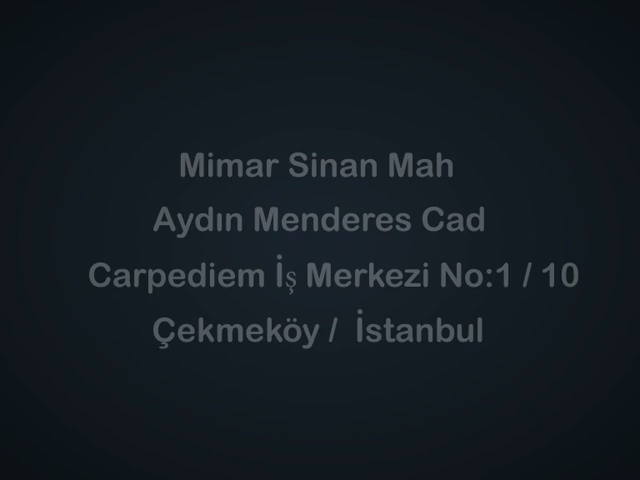 Mimar Sinan Mah
Aydın Menderes Cad
Carpediem İş Merkezi No:1 / 10
Çekmeköy / İstanbul